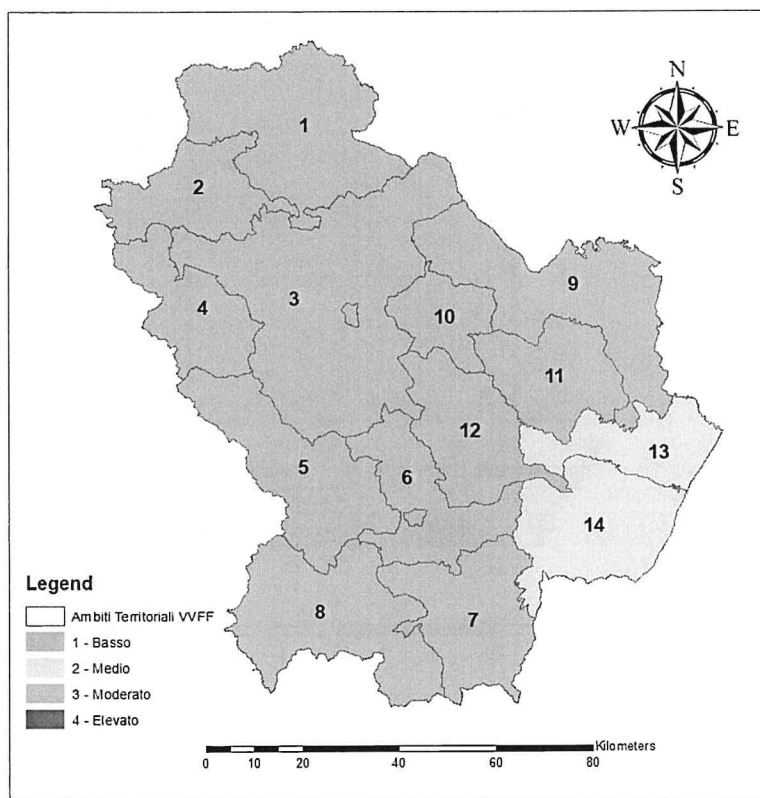 N
W E
S
1
2
3
4
9
10
11
12
13
5
6
14
8
7
Legend
Ambiti Territoriali VVFF
1 - Basso
2 - Medio
3 - Moderato
4 - Elevato
Kilometers
0 10 20 40 60 80